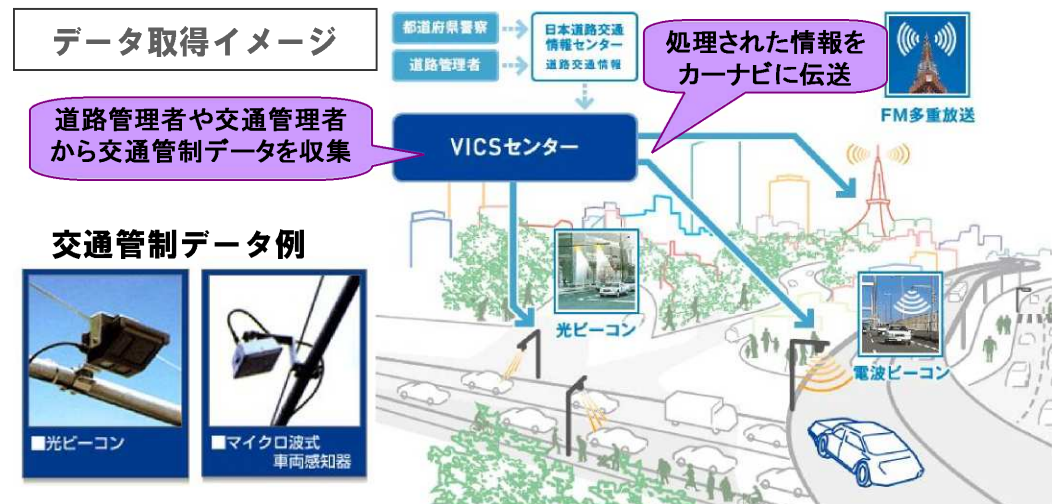 データ取得イメージ
都道府県警察
道路管理者
日本道路交通
情報センター
道路交通情報
処理された情報を
カーナビに伝送
FM多重放送
道路管理者や交通管理者
から交通管制データを収集
VICSセンター
交通管制データ例
■光ビーコン
■マイクロ波式
車両感知器
光ビーコン
電波ビーコン